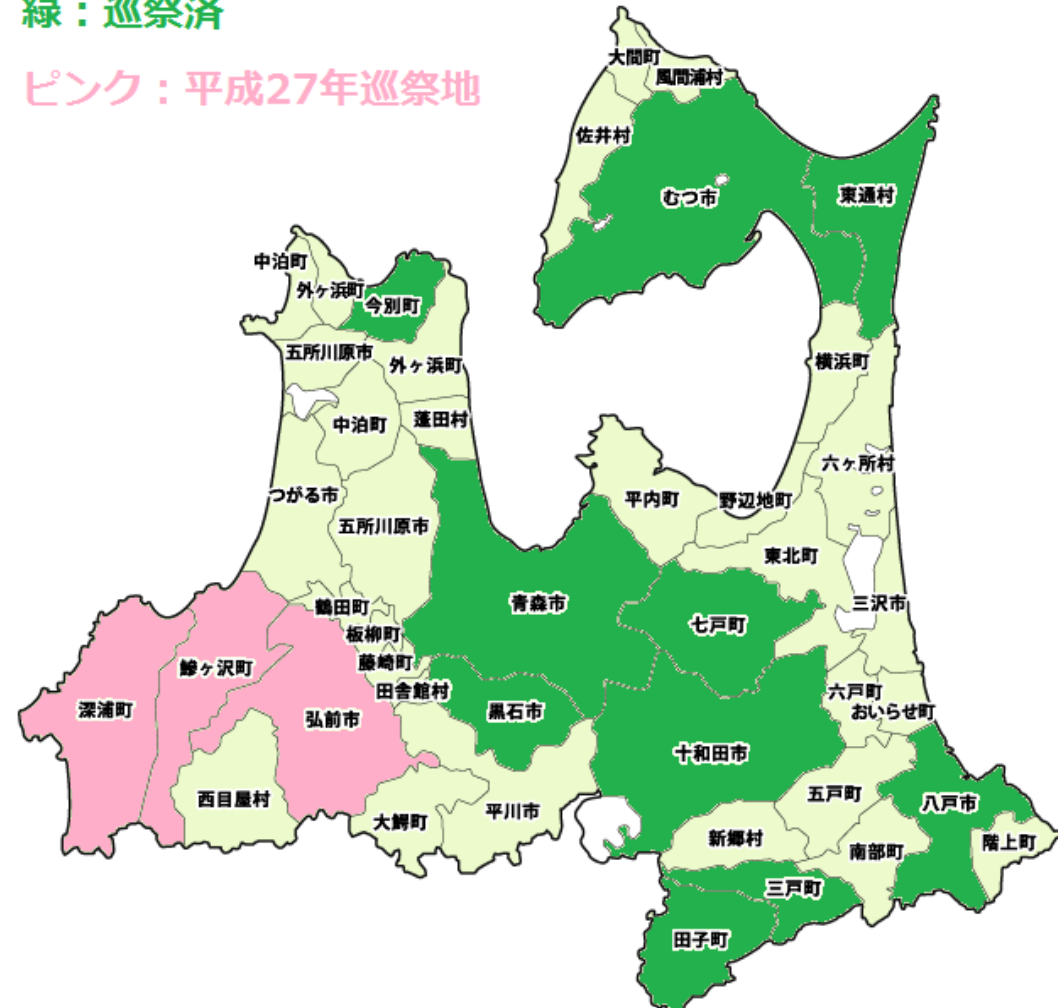 緑：巡祭済
ピンク：平成27年巡祭地
大間町
風間浦村
佐井村
むつ市
東通村
中泊町
外ヶ浜町
今別町
五所川原市
外ヶ浜町
横浜町
中泊町
蓬田村
六ヶ所村
つがる市
五所川原市
平内町
野辺地町
東北町
青森市
三沢市
鶴田町
七戸町
板柳町
藤崎町
鰺ヶ沢町
田舎館村
六戸町
おいらせ町
深浦町
弘前市
黒石市
十和田市
西目屋村
五戸町
八戸市
大鰐町
平川市
新郷村
南部町
階上町
三戸町
田子町